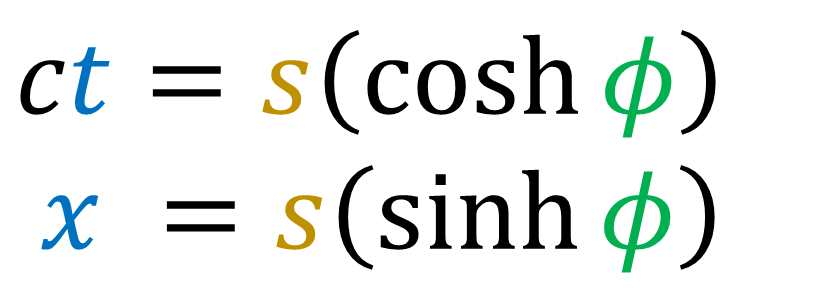 ct = s(cosh ϕ)
x = s(sinh ϕ)